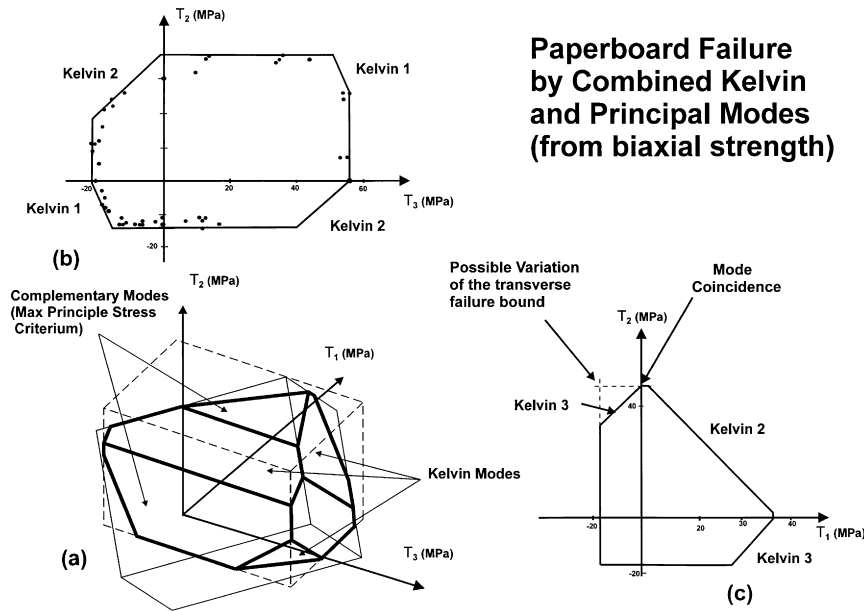 Paperboard Failure
by Combined Kelvin
and Principal Modes
(from biaxial strength)
T2 (MPa)
Kelvin 2
Kelvin 1
-20
20
40
60
T3 (MPa)
Kelvin 1
Kelvin 2
-20
(b)
T2 (MPa)
Complementary Modes
(Max Principle Stress
Criterium)
T1 (MPa)
Kelvin Modes
T3 (MPa)
(a)
Possible Variation
of the transverse
failure bound
Mode
Coincidence
T2 (MPa)
Kelvin 3
40
Kelvin 2
-20
20
30
40
T1 (MPa)
Kelvin 3
-20
(c)